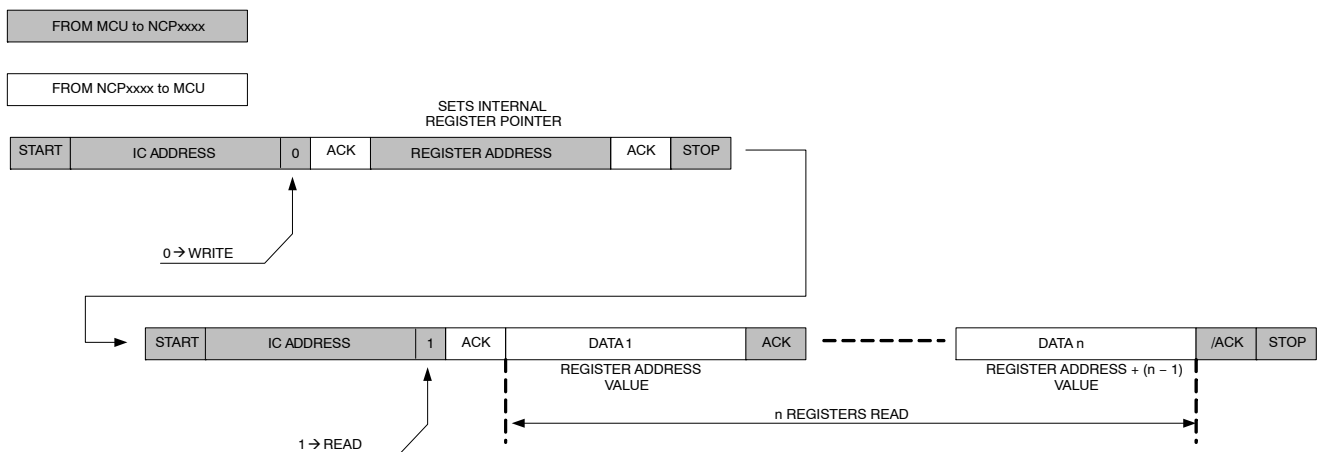 FROM MCU to NCPxxxx
FROM NCPxxxx to MCU
SETS INTERNAL
REGISTER POINTER
START IC ADDRESS 0 ACK REGISTER ADDRESS ACK STOP
0→WRITE
START IC ADDRESS 1 ACK DATA 1 ACK DATA n /ACK STOP
REGISTER ADDRESS
VALUE
REGISTER ADDRESS + (n − 1)
VALUE
n REGISTERS READ
1→READ